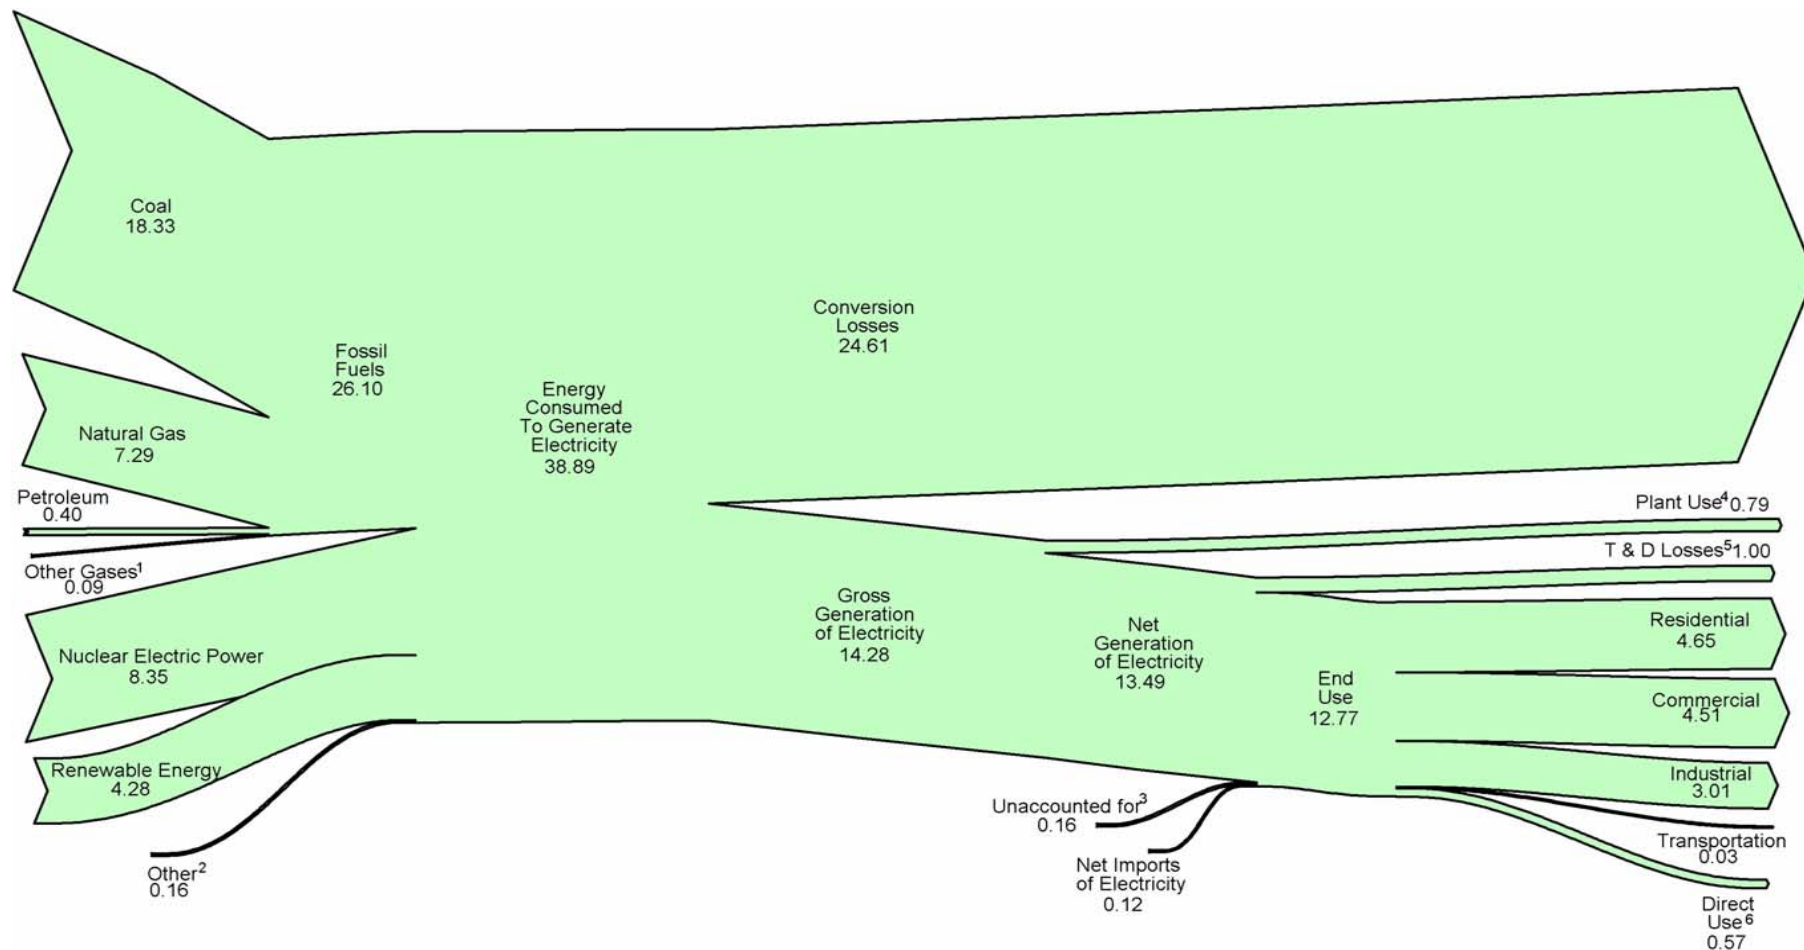 Coal
18.33
Fossil
Fuels
26.10
Natural Gas
7.29
Petroleum
0.40
Other Gases¹
0.09
Nuclear Electric Power
8.35
Renewable Energy
4.28
Other²
0.16
Energy
Consumed
To Generate
Electricity
38.89
Conversion
Losses
24.61
Gross
Generation
of Electricity
14.28
Net
Generation
of Electricity
13.49
Unaccounted for³
0.16
Net Imports
of Electricity
0.12
End
Use
12.77
Plant Use⁴ 0.79
T & D Losses⁵ 1.00
Residential
4.65
Commercial
4.51
Industrial
3.01
Transportation
0.03
Direct
Use⁶
0.57